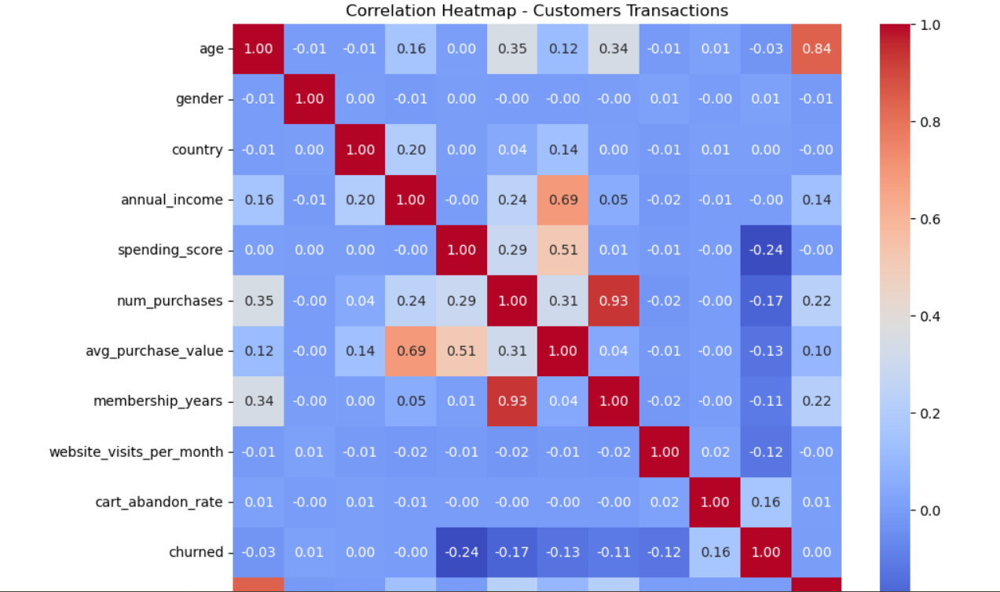 Correlation Heatmap - Customers Transactions
age 1.00 -0.01 -0.01 0.16 0.00 0.35 0.12 0.34 -0.01 0.01 -0.03 0.84
gender -0.01 1.00 0.00 -0.01 0.00 -0.00 -0.00 -0.00 0.01 -0.00 0.01 -0.01
country -0.01 0.00 1.00 0.20 0.00 0.04 0.14 0.00 -0.01 0.01 0.00 -0.00
annual_income 0.16 -0.01 0.20 1.00 -0.00 0.24 0.69 0.05 -0.02 -0.01 -0.00 0.14
spending_score 0.00 0.00 0.00 -0.00 1.00 0.29 0.51 0.01 -0.01 -0.00 -0.24 -0.00
num_purchases 0.35 -0.00 0.04 0.24 0.29 1.00 0.31 0.93 -0.02 -0.00 -0.17 0.22
avg_purchase_value 0.12 -0.00 0.14 0.69 0.51 0.31 1.00 0.04 -0.01 -0.00 -0.13 0.10
membership_years 0.34 -0.00 0.00 0.05 0.01 0.93 0.04 1.00 -0.02 -0.00 -0.11 0.22
website_visits_per_month -0.01 0.01 -0.01 -0.02 -0.01 -0.02 -0.01 -0.02 1.00 0.02 -0.12 -0.00
cart_abandon_rate 0.01 -0.00 0.01 -0.01 -0.00 -0.00 -0.00 -0.00 0.02 1.00 0.16 0.01
churned -0.03 0.01 0.00 -0.00 -0.24 -0.17 -0.13 -0.11 -0.12 0.16 1.00 0.00
1.0
0.8
0.6
0.4
0.2
0.0